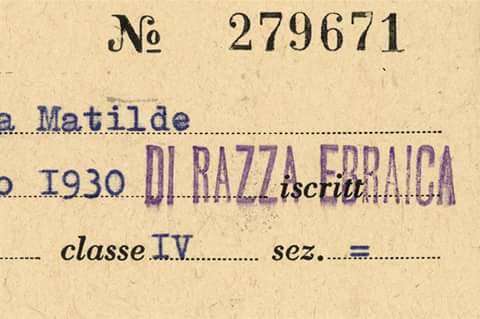 No 279671
a Matilde
o 1930 DI RAZZA EBRAICA iscritt
classe IV sez. =